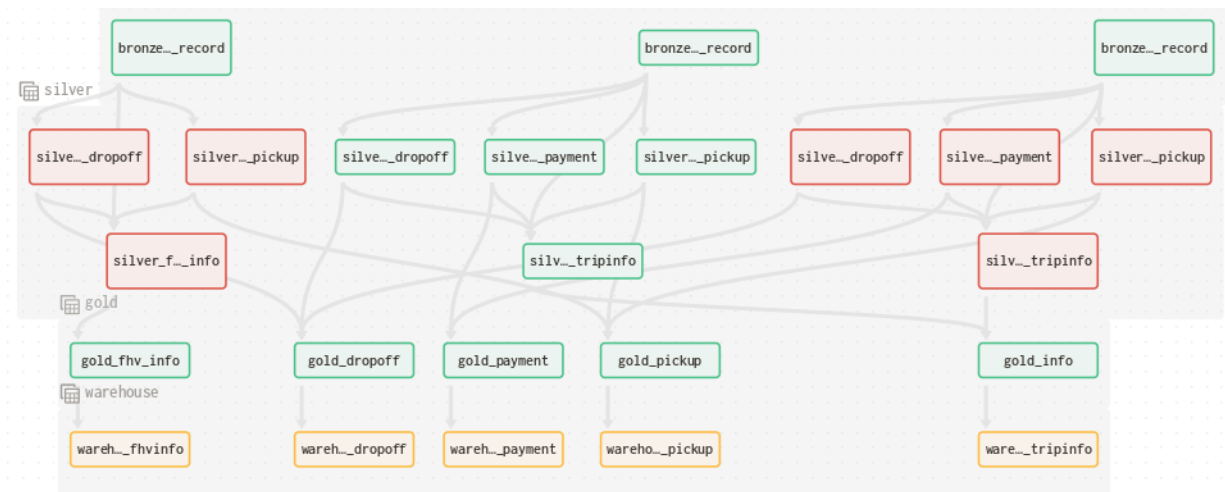 bronze…_record
bronze…_record
bronze…_record
silver
silve…_dropoff
silver…_pickup
silve…_dropoff
silve…_payment
silver…_pickup
silve…_dropoff
silve…_payment
silver…_pickup
silver_f…_info
silv…_tripinfo
silv…_tripinfo
gold
gold_fhv_info
gold_dropoff
gold_payment
gold_pickup
gold_info
warehouse
wareh…_fhvinfo
wareh…_dropoff
wareh…_payment
wareho…_pickup
ware…_tripinfo